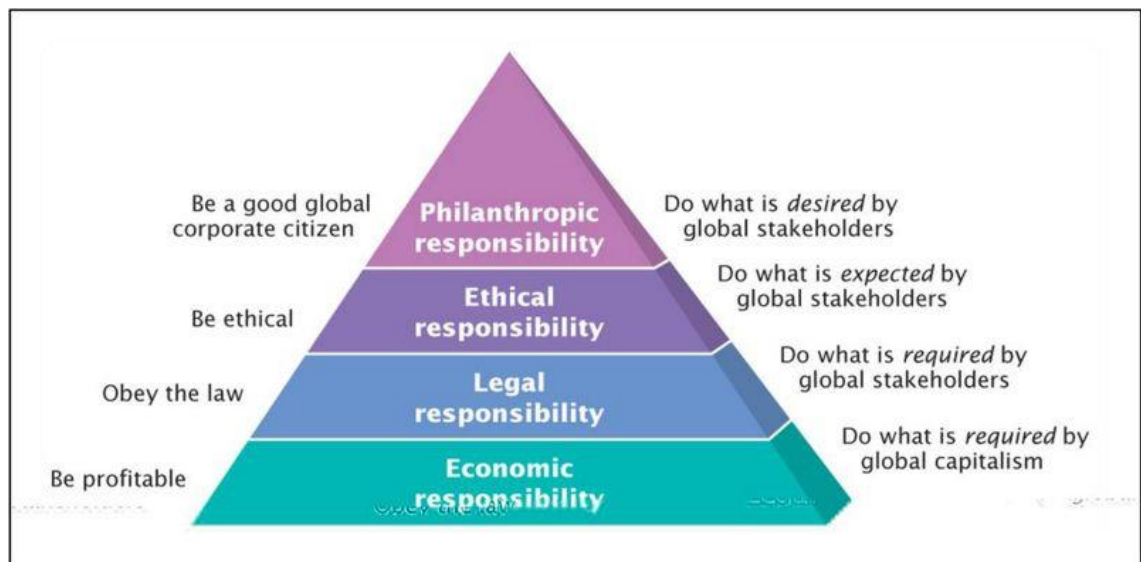 Be a good global
corporate citizen
Philanthropic
responsibility
Do what is desired by
global stakeholders
Be ethical
Ethical
responsibility
Do what is expected by
global stakeholders
Obey the law
Legal
responsibility
Do what is required by
global stakeholders
Be profitable
Economic
responsibility
Do what is required by
global capitalism